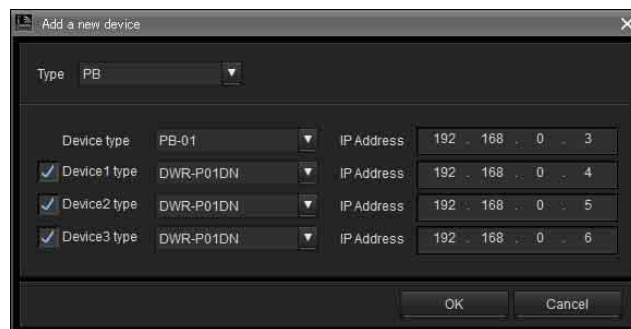 Add a new device
Type PB
Device type PB-01 IP Address 192 . 168 . 0 . 3
Device1 type DWR-P01DN IP Address 192 . 168 . 0 . 4
Device2 type DWR-P01DN IP Address 192 . 168 . 0 . 5
Device3 type DWR-P01DN IP Address 192 . 168 . 0 . 6
OK Cancel